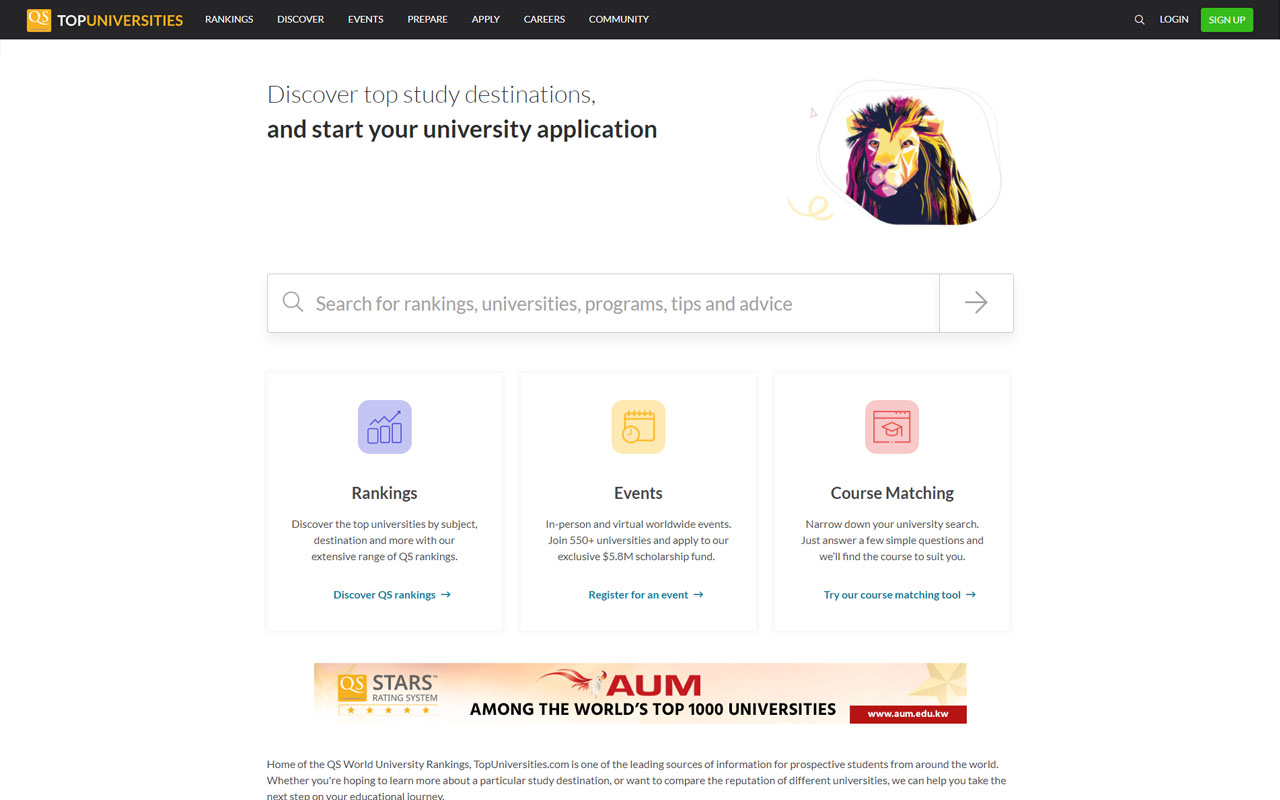 QS TOPUNIVERSITIES RANKINGS DISCOVER EVENTS PREPARE APPLY CAREERS COMMUNITY LOGIN SIGN UP
Discover top study destinations,
and start your university application
Search for rankings, universities, programs, tips and advice
Rankings
Discover the top universities by subject,
destination and more with our
extensive range of QS rankings.
Discover QS rankings →
Events
In-person and virtual worldwide events.
Join 550+ universities and apply to our
exclusive $5.8M scholarship fund.
Register for an event →
Course Matching
Narrow down your university search.
Just answer a few simple questions and
we'll find the course to suit you.
Try our course matching tool →
QS STARS™
RATING SYSTEM
AUM
AMONG THE WORLD'S TOP 1000 UNIVERSITIES
www.aum.edu.kw
Home of the QS World University Rankings, TopUniversities.com is one of the leading sources of information for prospective students from around the world.
Whether you're hoping to learn more about a particular study destination, or want to compare the reputation of different universities, we can help you take the
next step on your educational journey.